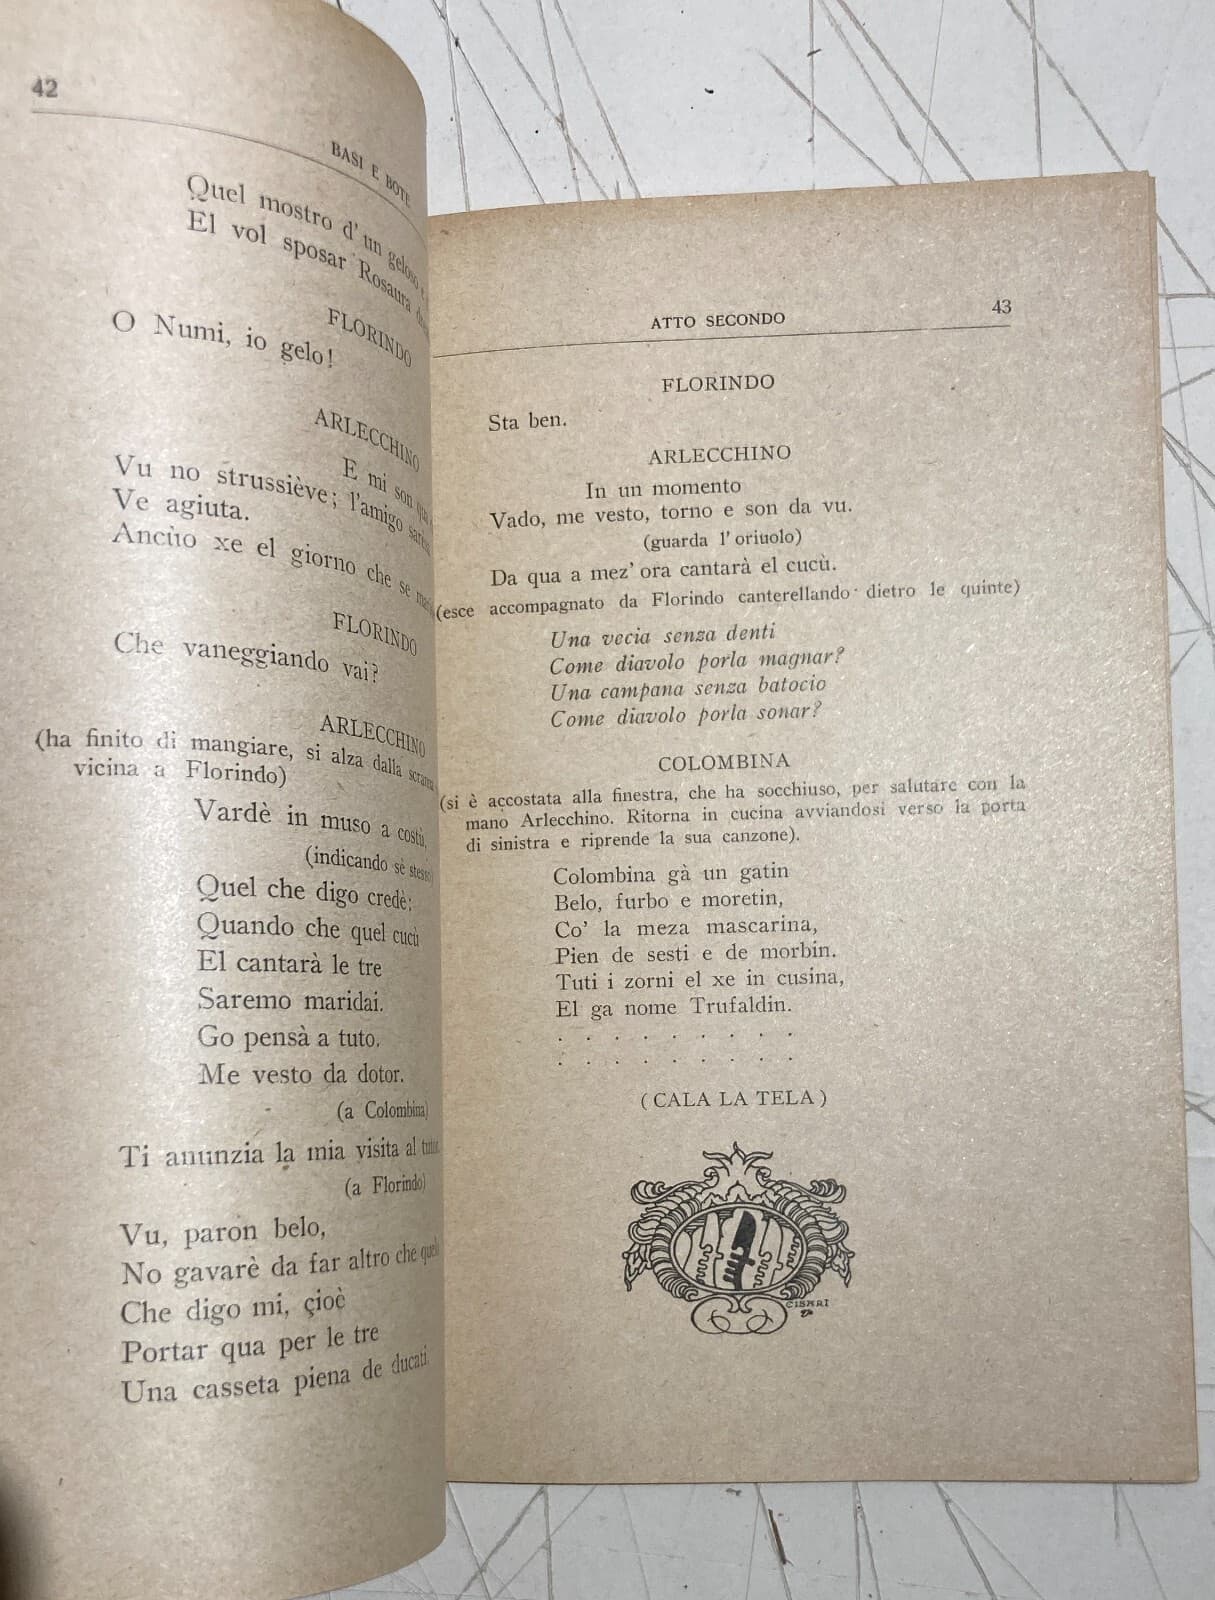 42
BASI E BOTE
Quel mostro d' un geloso
El vol sposar Rosaura
FLORINDO
O Numi, io gelo!
ARLECCHINO
E mi son
Vu no strussiève; l'amigo
Ve agiuta.
Ancùo xe el giorno che se
FLORINDO
Che vaneggiando vai?
ARLECCHINO
(ha finito di mangiare, si alza dalla
vicina a Florindo)
Vardè in muso a costù,
(indicando sè stesso)
Quel che digo credè;
Quando che quel cucù
El cantarà le tre
Saremo maridai.
Go pensà a tuto.
Me vesto da dotor.
(a Colombina)
Ti anunzia la mia visita al
(a Florindo)
Vu, paron belo,
No gavarè da far altro che
Che digo mi, çioè
Portar qua per le tre
Una casseta piena de ducati
ATTO SECONDO
43
FLORINDO
Sta ben.
ARLECCHINO
In un momento
Vado, me vesto, torno e son da vu.
(guarda l' oriuolo)
Da qua a mez' ora cantarà el cucù.
(esce accompagnato da Florindo canterellando dietro le quinte)
Una vecia senza denti
Come diavolo porla magnar?
Una campana senza batocio
Come diavolo porla sonar?
COLOMBINA
(si è accostata alla finestra, che ha socchiuso, per salutare con la
mano Arlecchino. Ritorna in cucina avviandosi verso la porta
di sinistra e riprende la sua canzone).
Colombina gà un gatin
Belo, furbo e moretin,
Co' la meza mascarina,
Pien de sesti e de morbin.
Tuti i zorni el xe in cusina,
El ga nome Trufaldin.
. . . . . . . . .
. . . . . . . . .
(CALA LA TELA)
CISARI